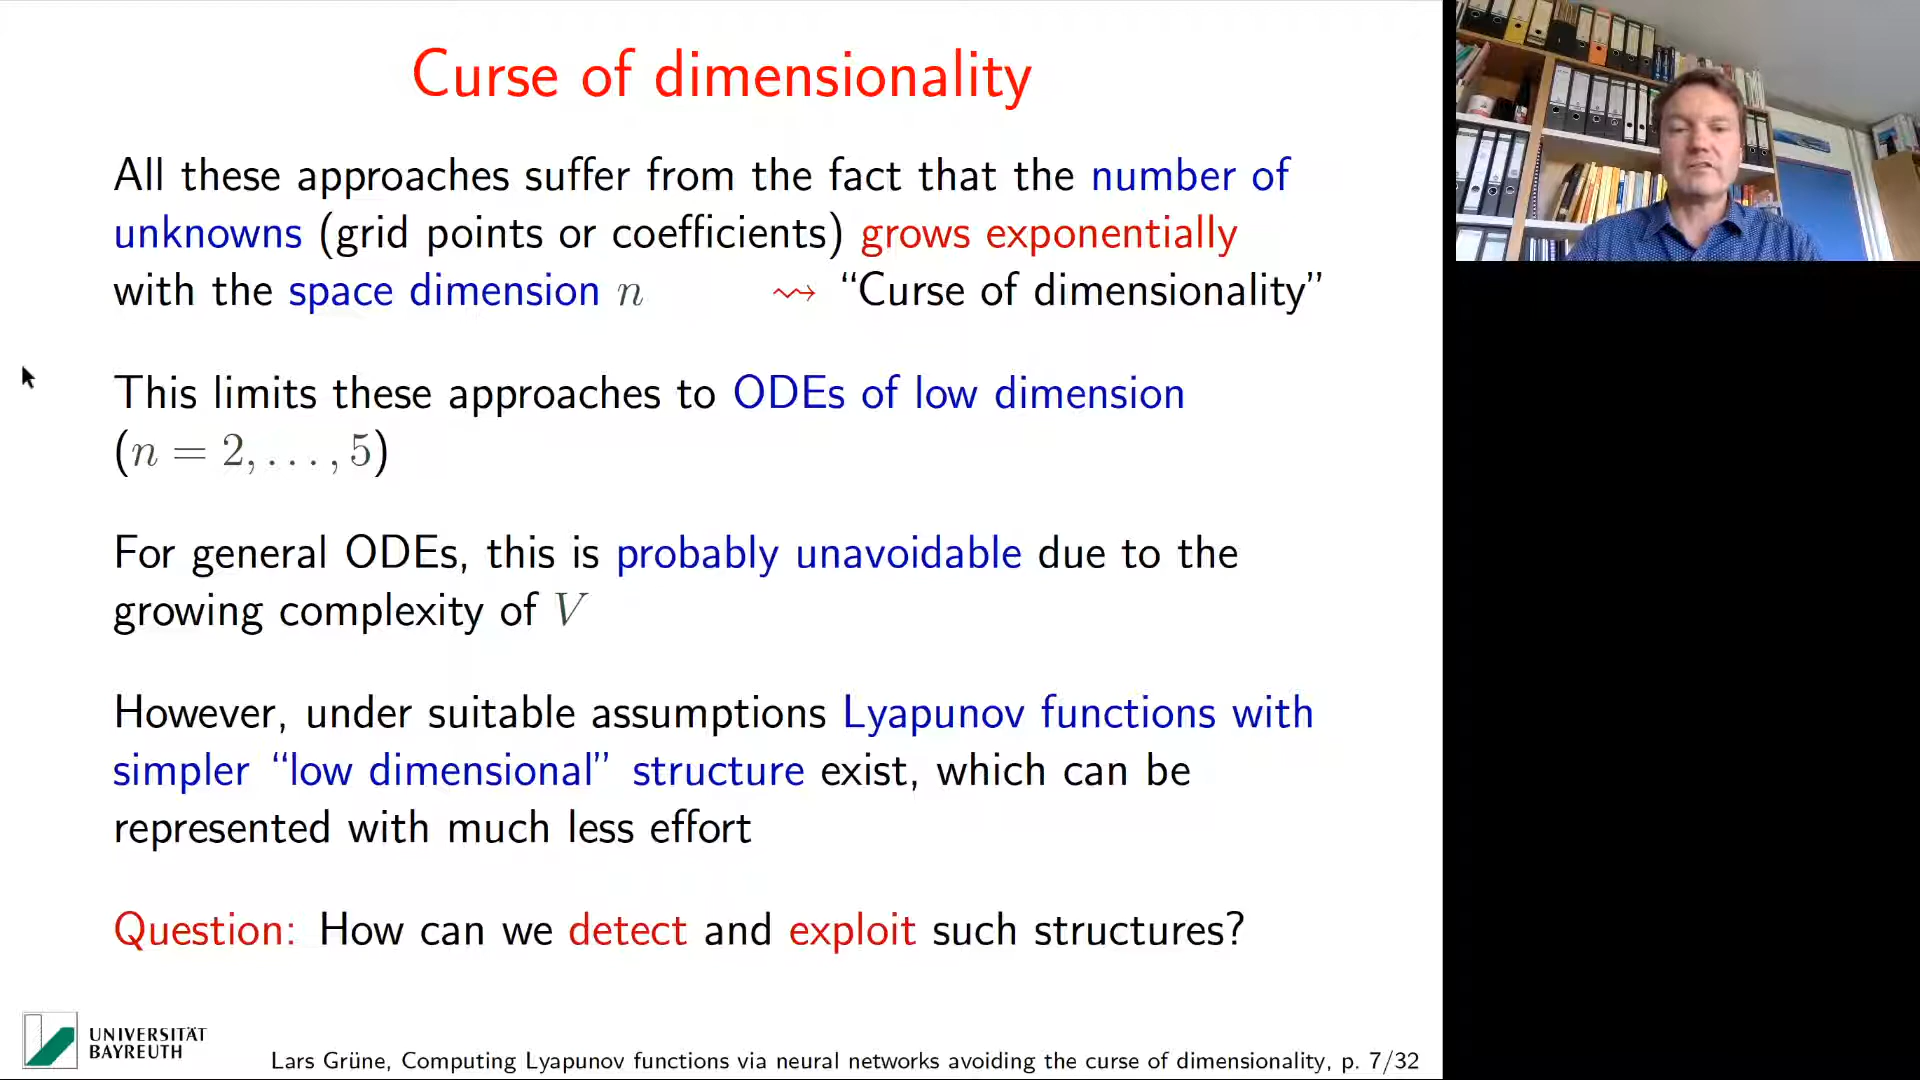 Curse of dimensionality
All these approaches suffer from the fact that the number of
unknowns (grid points or coefficients) grows exponentially
with the space dimension n ⇝ “Curse of dimensionality”
This limits these approaches to ODEs of low dimension
(n = 2, . . . , 5)
For general ODEs, this is probably unavoidable due to the
growing complexity of V
However, under suitable assumptions Lyapunov functions with
simpler “low dimensional” structure exist, which can be
represented with much less effort
Question: How can we detect and exploit such structures?
UNIVERSITÄT
BAYREUTH
Lars Grüne, Computing Lyapunov functions via neural networks avoiding the curse of dimensionality, p. 7/32